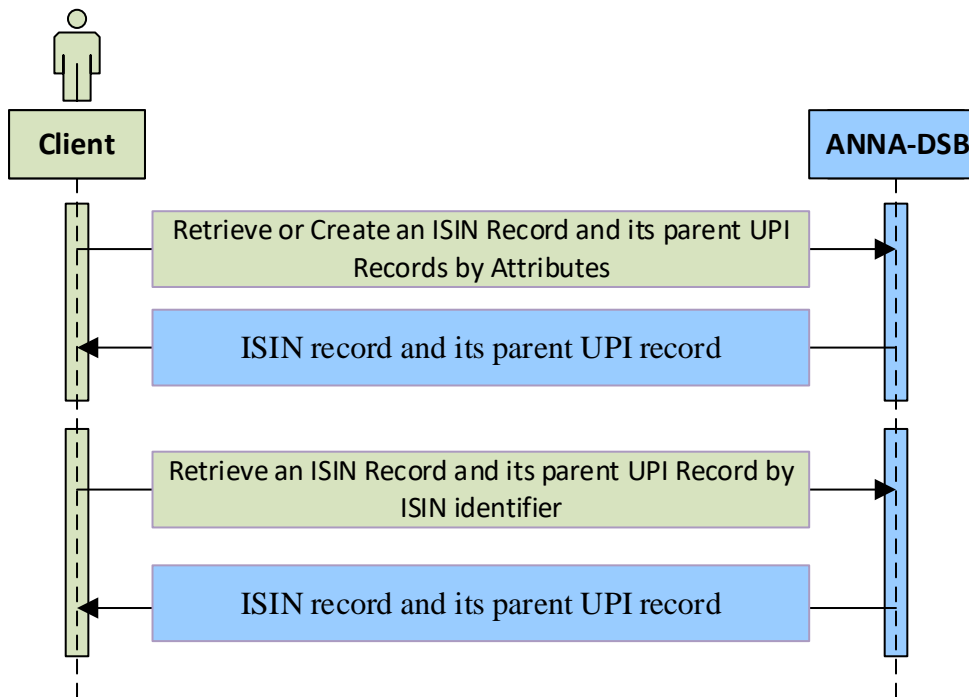 Client
ANNA-DSB
Retrieve or Create an ISIN Record and its parent UPI
Records by Attributes
ISIN record and its parent UPI record
Retrieve an ISIN Record and its parent UPI Record by
ISIN identifier
ISIN record and its parent UPI record